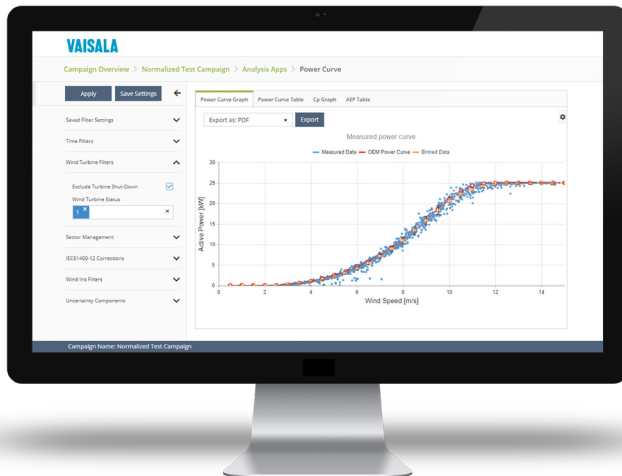 VAISALA
Campaign Overview > Normalized Test Campaign > Analysis Apps > Power Curve
Apply
Save Settings
Saved Filter Settings
Time Filters
Wind Turbine Filters
Exclude Turbine Shut-Down
Wind Turbine Status
1 × ×
Sector Management
IEC61400-12 Corrections
Wind Iris Filters
Uncertainty Components
Power Curve Graph
Power Curve Table
Cp Graph
AEP Table
Export as: PDF
Export
Measured power curve
Measured Data
OEM Power Curve
Binned Data
Active Power [kW]
30
25
20
15
10
5
0
0 2 4 6 8 10 12 14
Wind Speed [m/s]
Campaign Name: Normalized Test Campaign